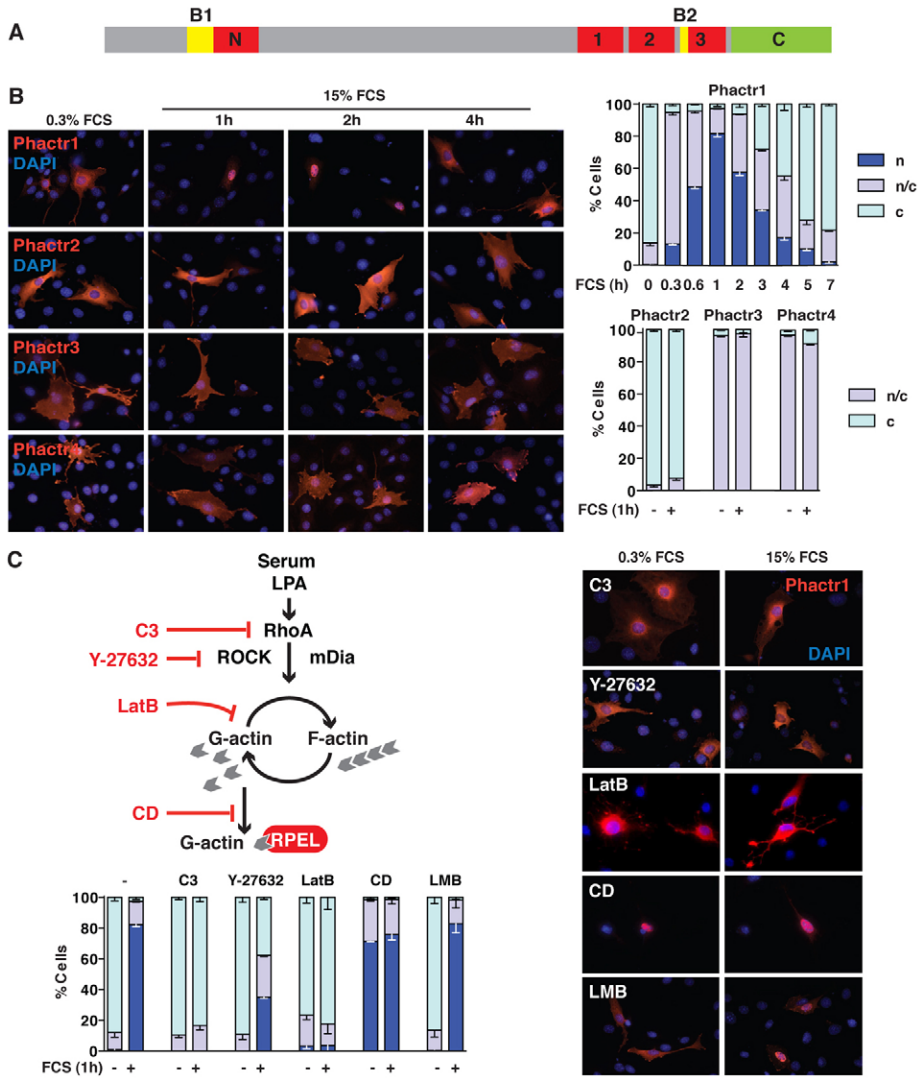 A
B1
B2
N
1
2
3
C
B
0.3% FCS
15% FCS
1h
2h
4h
Phactr1
DAPI
Phactr2
DAPI
Phactr3
DAPI
Phactr4
DAPI
Phactr1
% Cells
100
80
60
40
20
0
FCS (h)
0 0.3 0.6 1 2 3 4 5 7
n
n/c
c
Phactr2 Phactr3 Phactr4
% Cells
100
80
60
40
20
0
FCS (1h)
- + - + - +
n/c
c
C
Serum
LPA
C3
RhoA
Y-27632
ROCK
mDia
LatB
G-actin
F-actin
CD
G-actin
RPEL
- C3 Y-27632 LatB CD LMB
% Cells
100
80
60
40
20
0
FCS (1h)
- + - + - + - + - + - +
0.3% FCS
15% FCS
C3
Phactr1
DAPI
Y-27632
LatB
CD
LMB